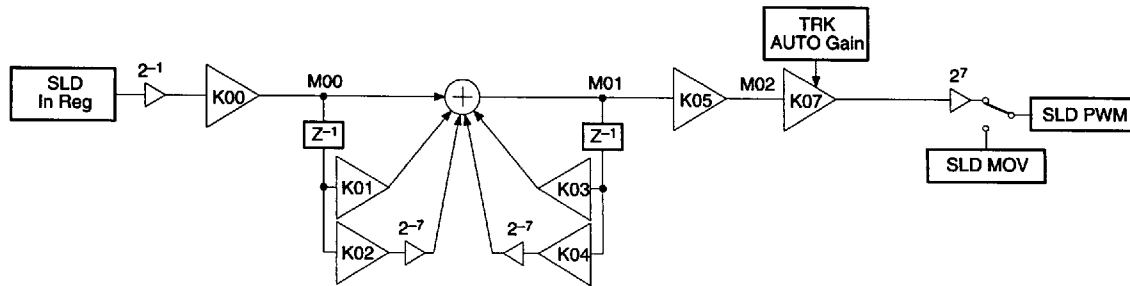 TRK
AUTO Gain
SLD
In Reg
2⁻¹
K00
M00
M01
K05
M02
K07
2⁷
SLD PWM
SLD MOV
Z⁻¹
Z⁻¹
K01
K03
K02
2⁻⁷
2⁻⁷
K04